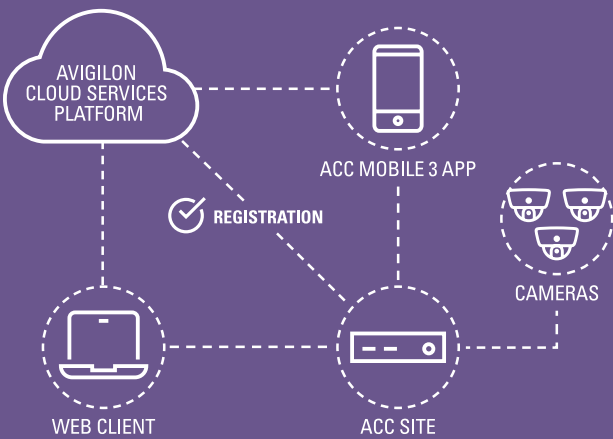 AVIGILON
CLOUD SERVICES
PLATFORM
ACC MOBILE 3 APP
REGISTRATION
CAMERAS
WEB CLIENT
ACC SITE